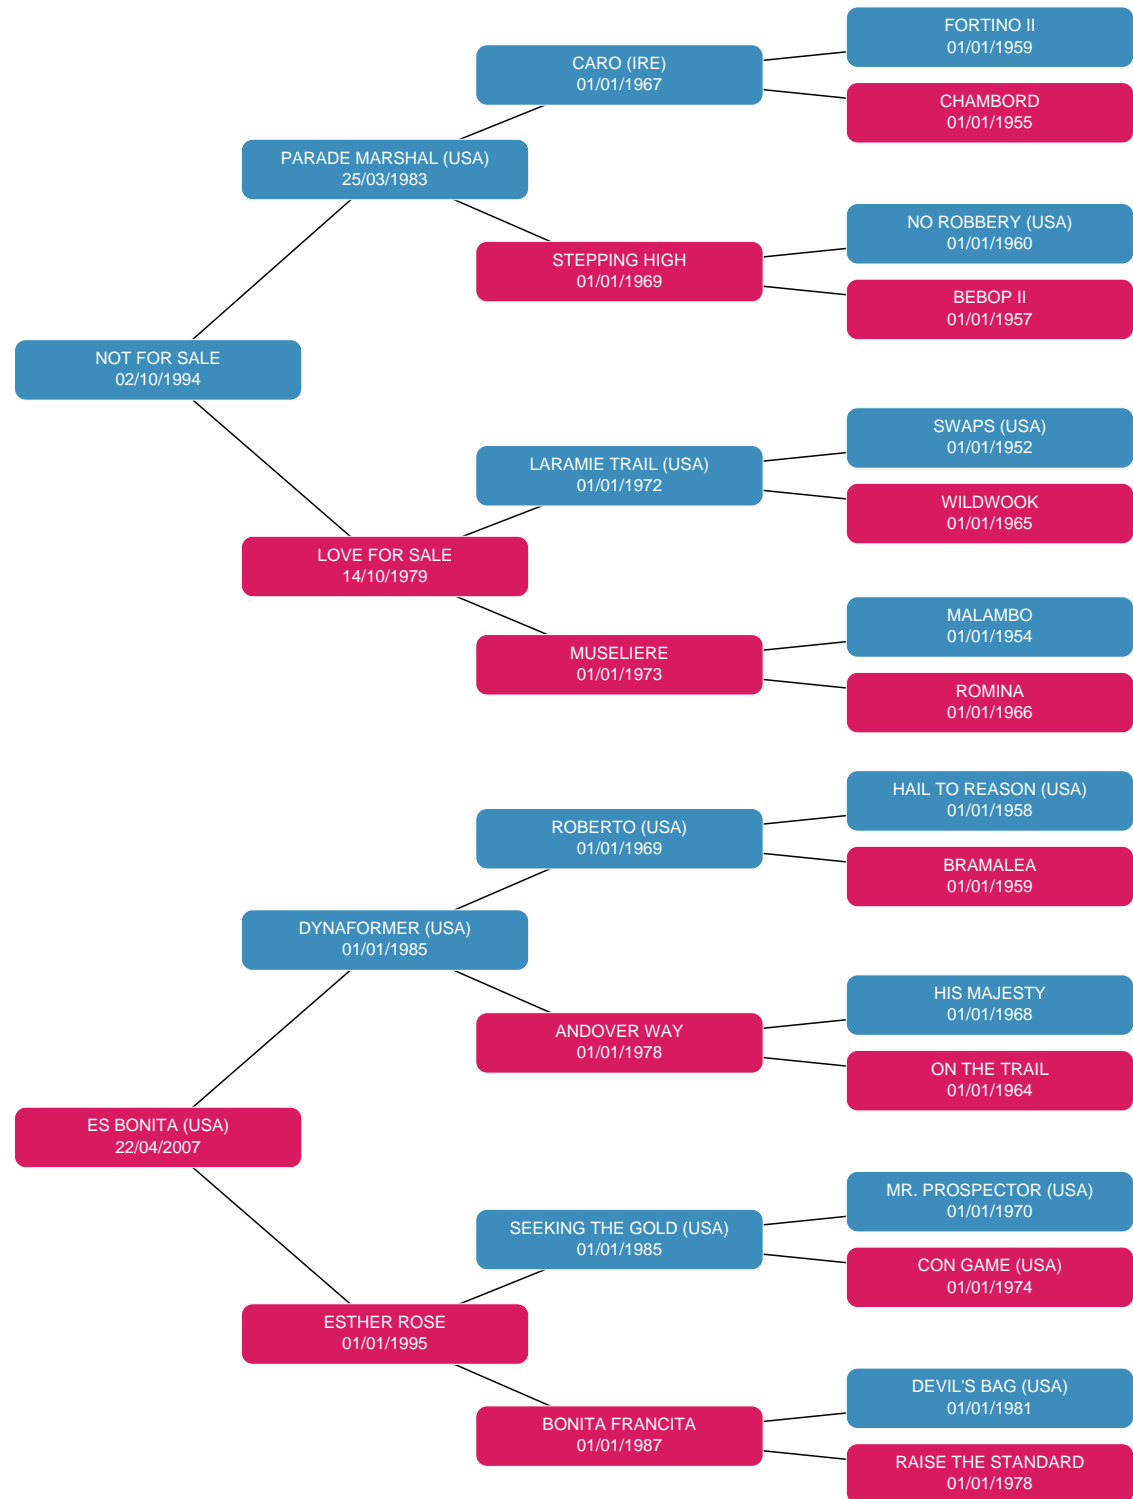 FORTINO II
01/01/1959
CARO (IRE)
01/01/1967
CHAMBORD
01/01/1955
PARADE MARSHAL (USA)
25/03/1983
NO ROBBERY (USA)
01/01/1960
STEPPING HIGH
01/01/1969
BEBOP II
01/01/1957
NOT FOR SALE
02/10/1994
SWAPS (USA)
01/01/1952
LARAMIE TRAIL (USA)
01/01/1972
WILDWOOK
01/01/1965
LOVE FOR SALE
14/10/1979
MALAMBO
01/01/1954
MUSELIERE
01/01/1973
ROMINA
01/01/1966
HAIL TO REASON (USA)
01/01/1958
ROBERTO (USA)
01/01/1969
BRAMALEA
01/01/1959
DYNAFORMER (USA)
01/01/1985
HIS MAJESTY
01/01/1968
ANDOVER WAY
01/01/1978
ON THE TRAIL
01/01/1964
ES BONITA (USA)
22/04/2007
MR. PROSPECTOR (USA)
01/01/1970
SEEKING THE GOLD (USA)
01/01/1985
CON GAME (USA)
01/01/1974
ESTHER ROSE
01/01/1995
DEVIL'S BAG (USA)
01/01/1981
BONITA FRANCITA
01/01/1987
RAISE THE STANDARD
01/01/1978